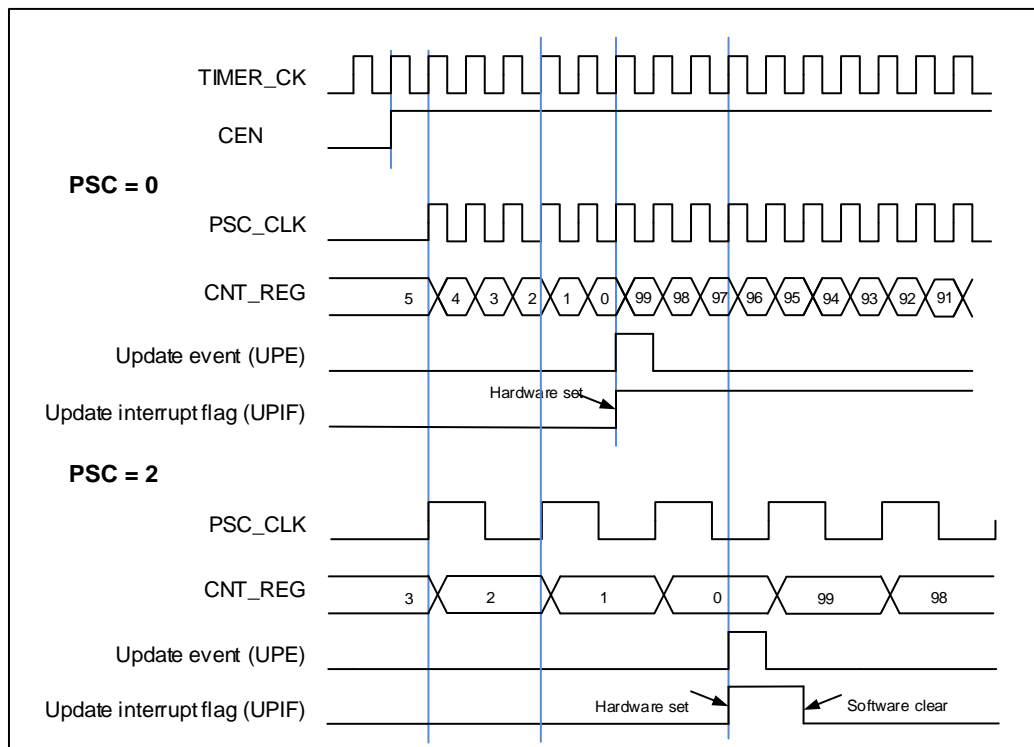 TIMER_CK
CEN
PSC = 0
PSC_CLK
CNT_REG 5 4 3 2 1 0 99 98 97 96 95 94 93 92 91
Update event (UPE)
Hardware set
Update interrupt flag (UPIF)
PSC = 2
PSC_CLK
CNT_REG 3 2 1 0 99 98
Update event (UPE)
Update interrupt flag (UPIF) Hardware set Software clear